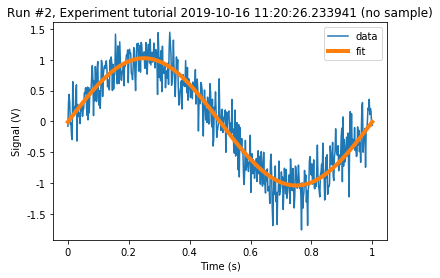 Run #2, Experiment tutorial 2019-10-16 11:20:26.233941 (no sample)
data
fit
1.5
1.0
0.5
0.0
-0.5
-1
-1.5
Signal (V)
0
0.2
0.4
0.6
0.8
1
Time (s)